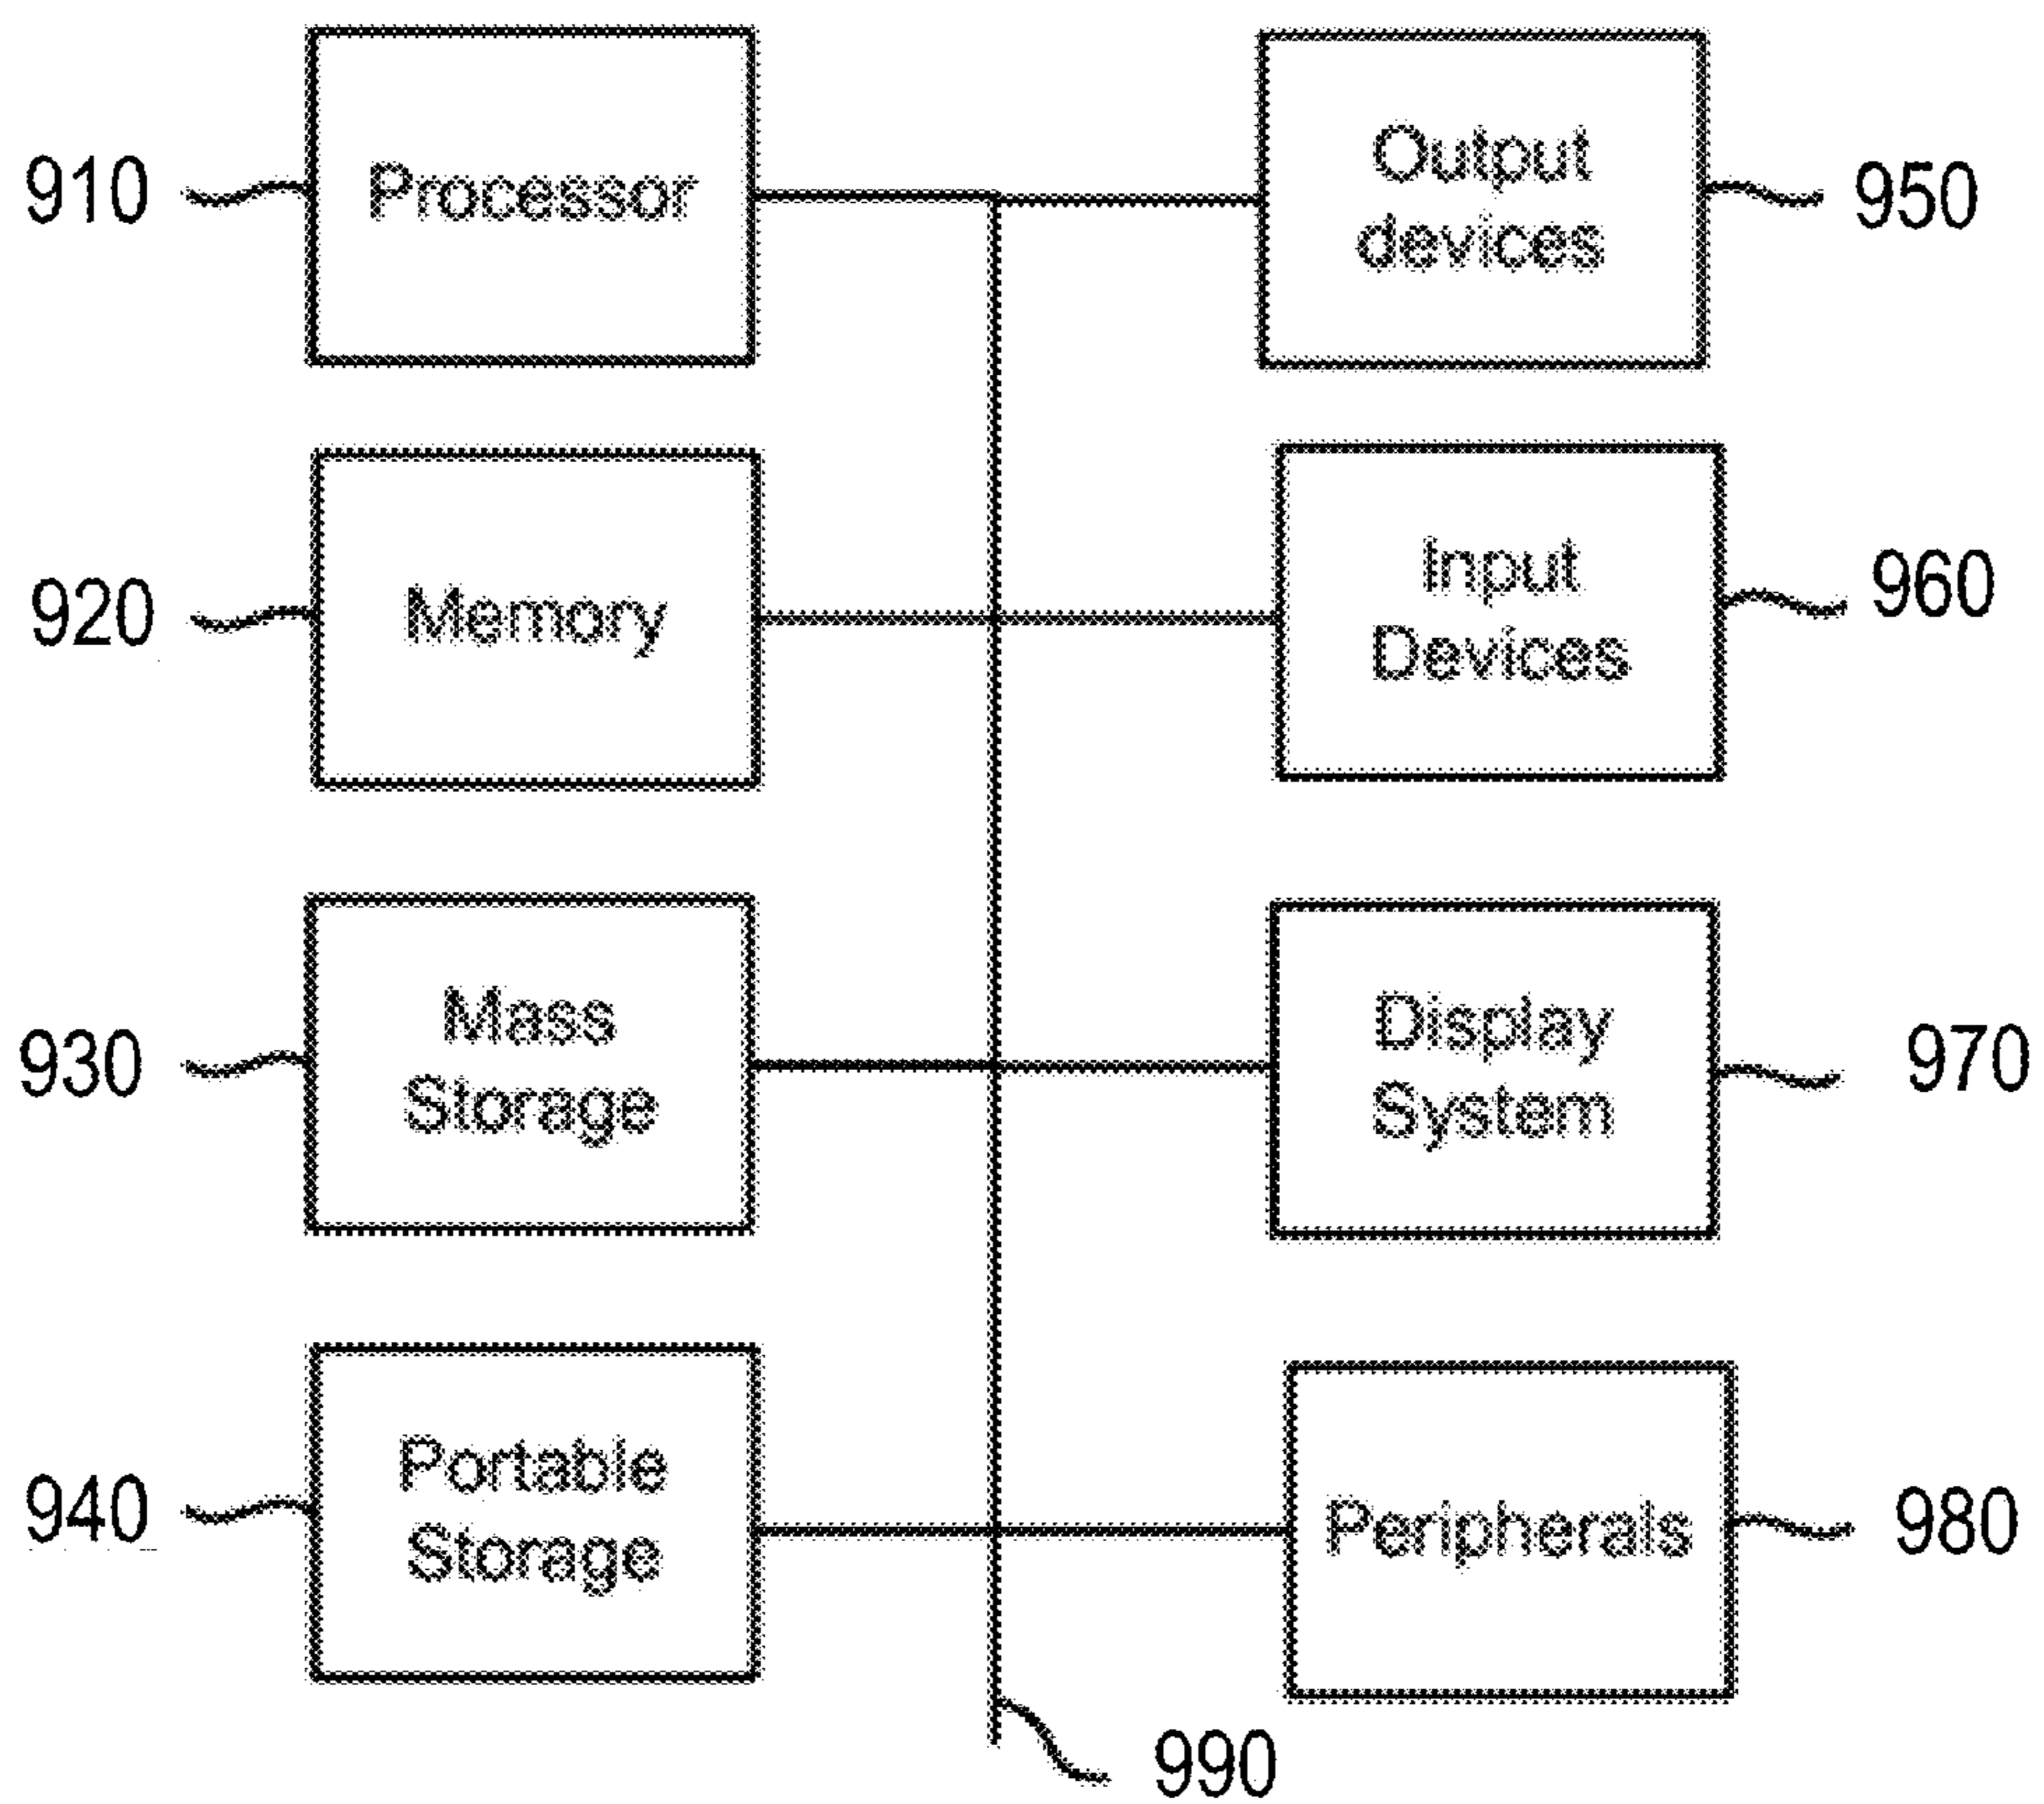 910
Processor
Output
devices
950
920
Memory
Input
Devices
960
930
Mass
Storage
Display
System
970
940
Portable
Storage
Peripherals
980
990